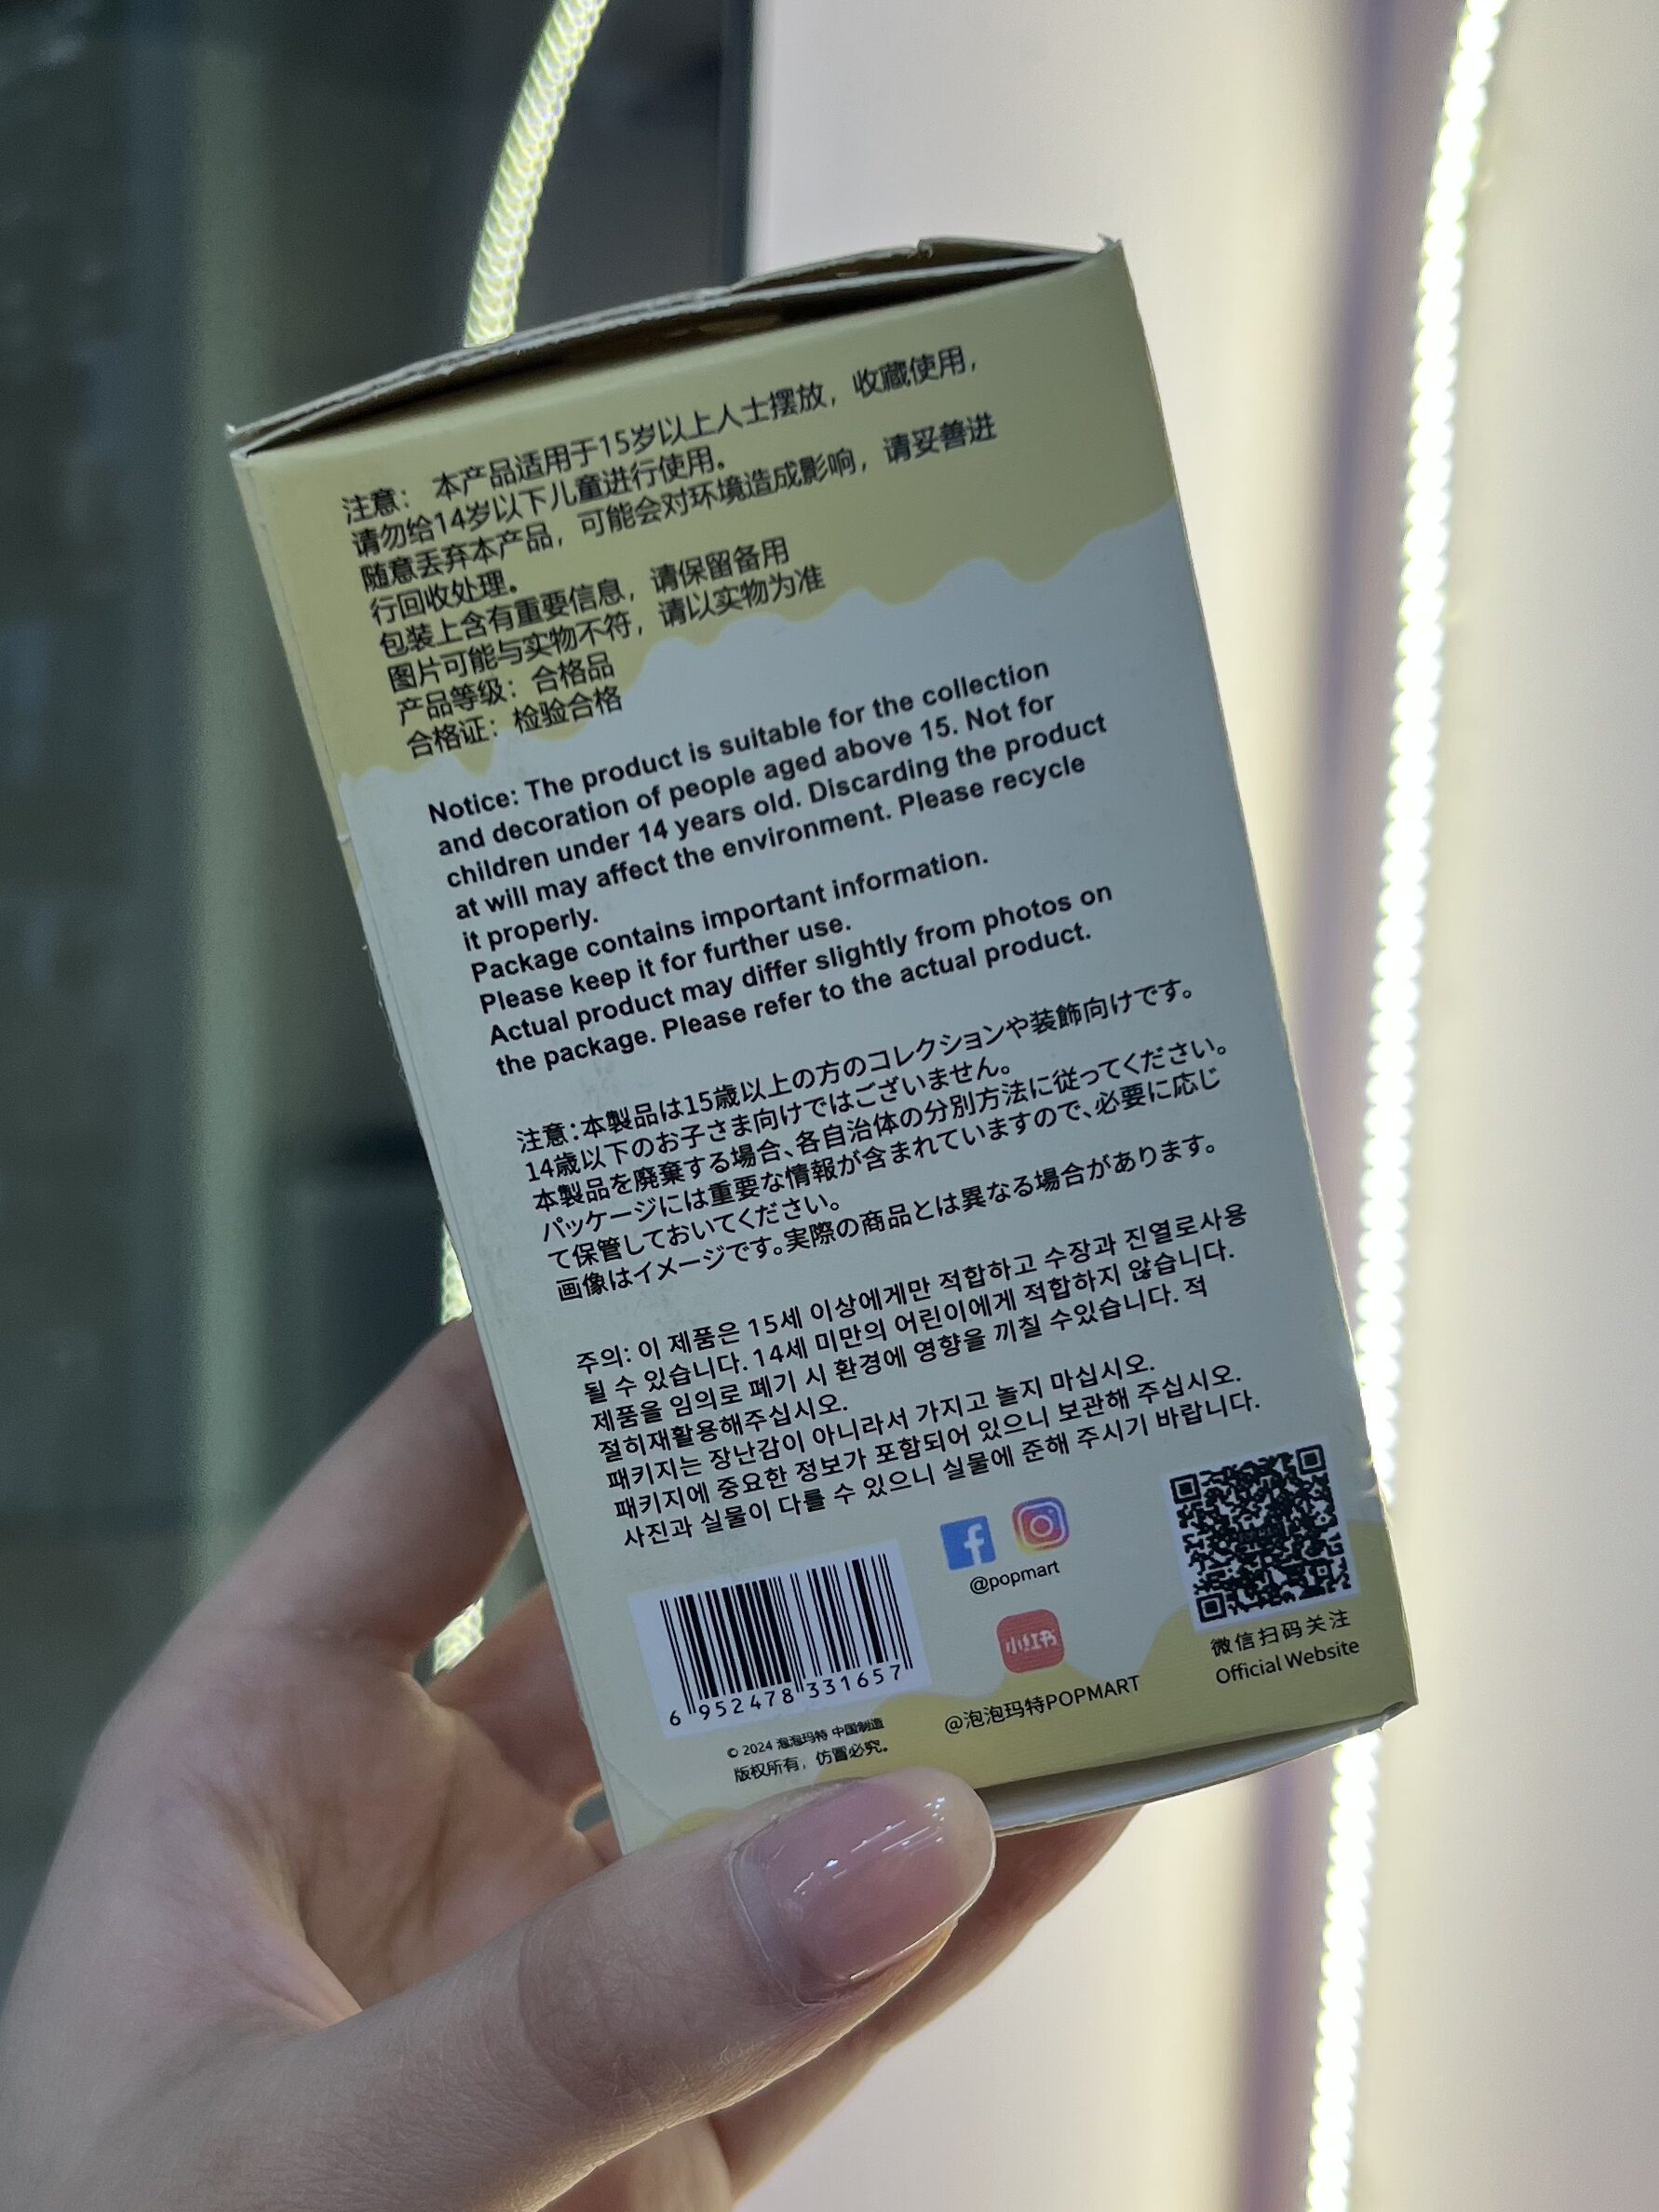 注意： 本产品适用于15岁以上人士摆放，收藏使用，
请勿给14岁以下儿童进行使用。
随意丢弃本产品，可能会对环境造成影响，请妥善进
行回收处理。
包装上含有重要信息，请保留备用
图片可能与实物不符，请以实物为准
产品等级：合格品
合格证：检验合格
Notice: The product is suitable for the collection
and decoration of people aged above 15. Not for
children under 14 years old. Discarding the product
at will may affect the environment. Please recycle
it properly.
Package contains important information.
Please keep it for further use.
Actual product may differ slightly from photos on
the package. Please refer to the actual product.
注意：本製品は15歳以上の方のコレクションや装飾向けです。
14歳以下のお子さま向けではございません。
本製品を廃棄する場合、各自治体の分別方法に従ってください。
パッケージには重要な情報が含まれていますので、必要に応じ
て保管しておいてください。
画像はイメージです。実際の商品とは異なる場合があります。
주의: 이 제품은 15세 이상에게만 적합하고 수장과 진열로사용
될 수 있습니다. 14세 미만의 어린이에게 적합하지 않습니다.
제품을 임의로 폐기 시 환경에 영향을 끼칠 수있습니다. 적
절히재활용해주십시오.
패키지는 장난감이 아니라서 가지고 놀지 마십시오.
패키지에 중요한 정보가 포함되어 있으니 보관해 주십시오.
사진과 실물이 다를 수 있으니 실물에 준해 주시기 바랍니다.
@popmart
小红书
@泡泡玛特POPMART
微信扫码关注
Official Website
6 952478 331657
© 2024 泡泡玛特 中国制造
版权所有，仿冒必究。